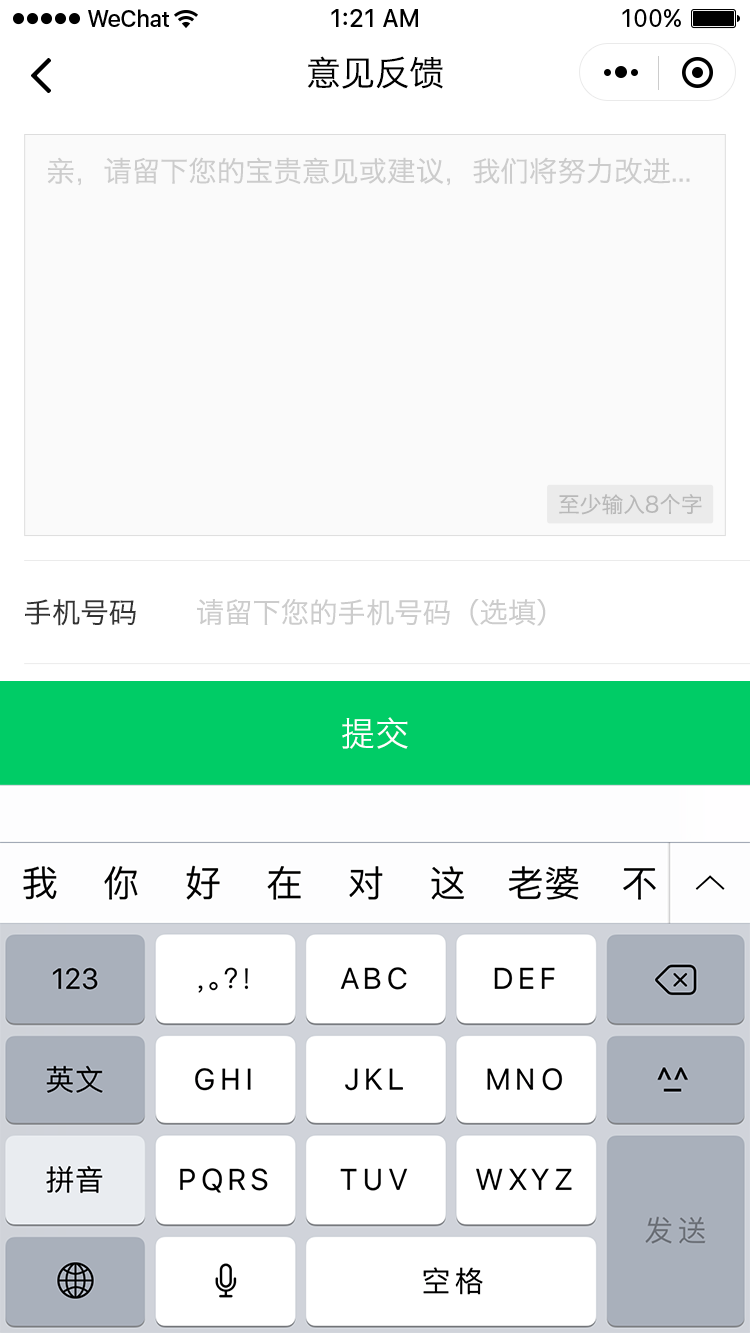 WeChat 1:21 AM 100%
意见反馈
亲，请留下您的宝贵意见或建议，我们将努力改进...
至少输入8个字
手机号码 请留下您的手机号码（选填）
提交
我 你 好 在 对 这 老婆 不
123 ,。?! ABC DEF
英文 GHI JKL MNO ^^
拼音 PQRS TUV WXYZ
发送
空格